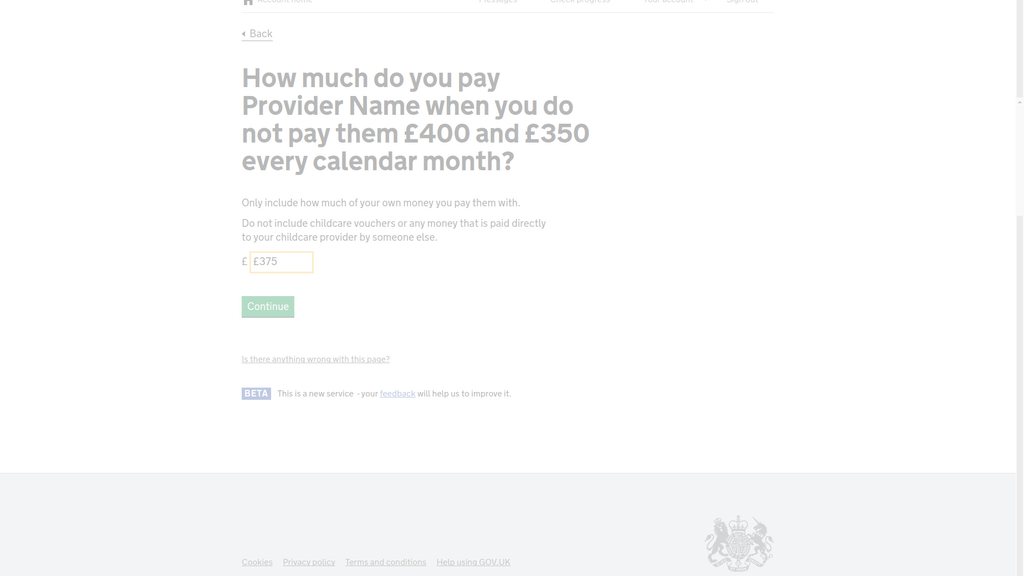 Account home Messages Check progress Your account Sign out
Back
How much do you pay
Provider Name when you do
not pay them £400 and £350
every calendar month?
Only include how much of your own money you pay them with.
Do not include childcare vouchers or any money that is paid directly
to your childcare provider by someone else.
£ £375
Continue
Is there anything wrong with this page?
BETA This is a new service - your feedback will help us to improve it.
Cookies Privacy policy Terms and conditions Help using GOV.UK